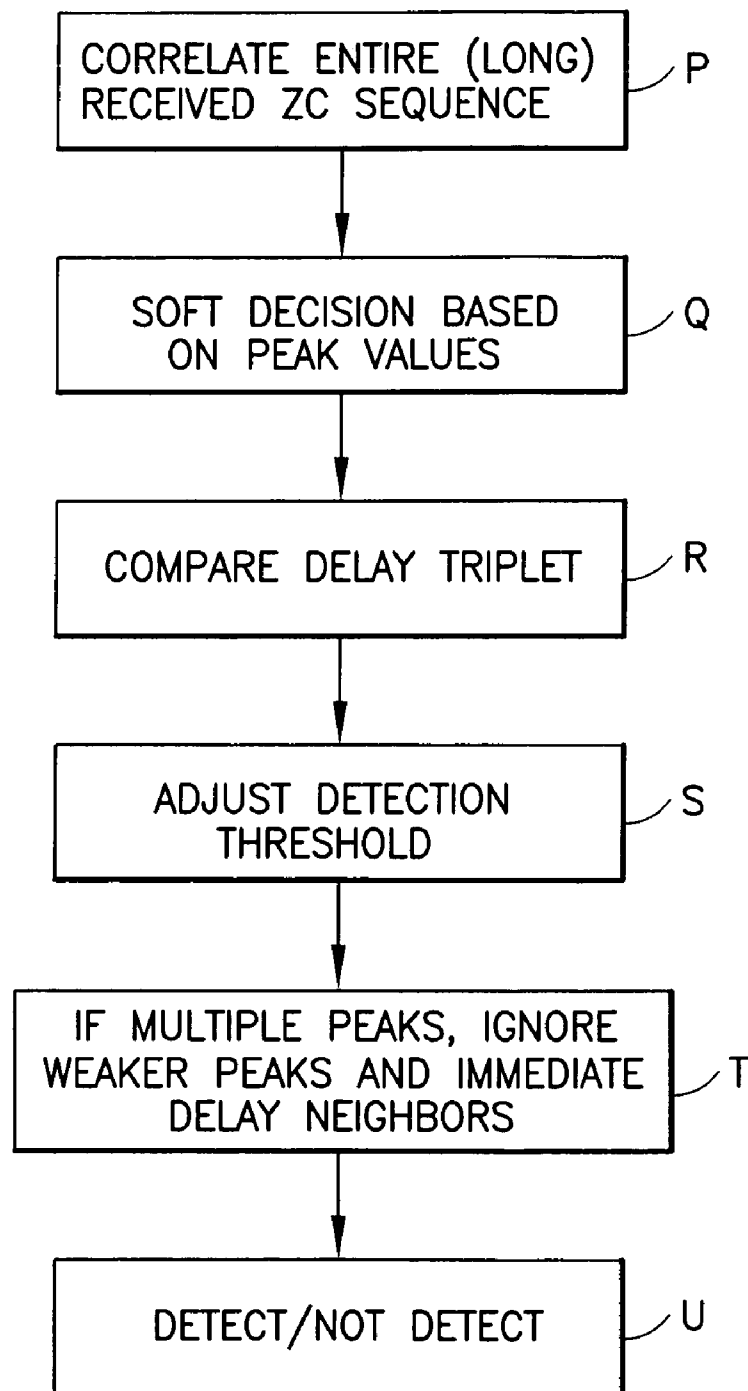 CORRELATE ENTIRE (LONG)
RECEIVED ZC SEQUENCE
P
SOFT DECISION BASED
ON PEAK VALUES
Q
COMPARE DELAY TRIPLET
R
ADJUST DETECTION
THRESHOLD
S
IF MULTIPLE PEAKS, IGNORE
WEAKER PEAKS AND IMMEDIATE
DELAY NEIGHBORS
T
DETECT/NOT DETECT
U